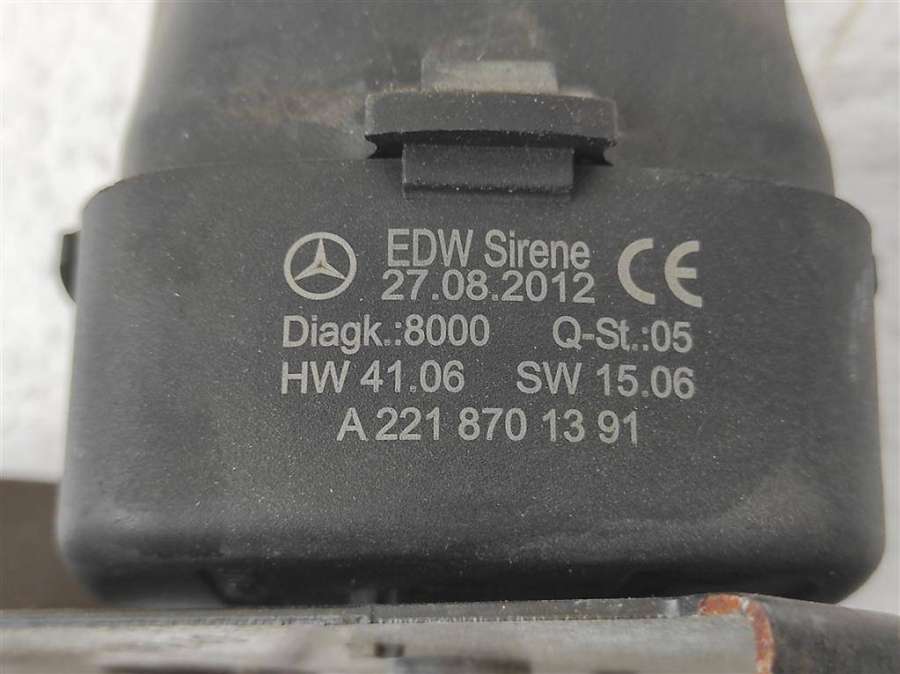 EDW Sirene
27.08.2012 CE
Diagk.:8000 Q-St.:05
HW 41.06 SW 15.06
A 221 870 13 91